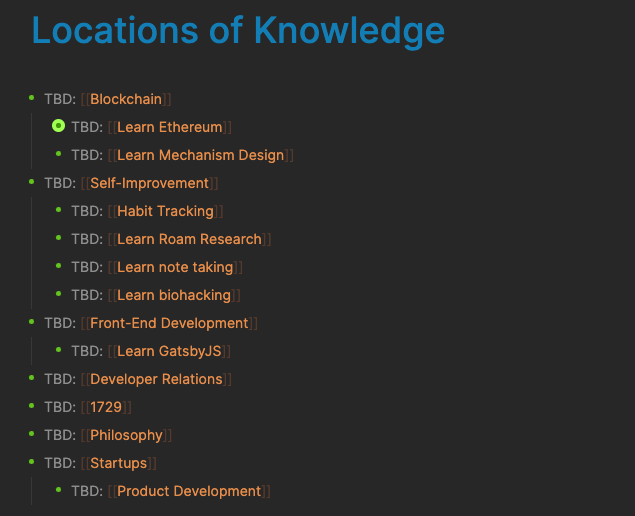 Locations of Knowledge
TBD: [[Blockchain]]
TBD: [[Learn Ethereum]]
TBD: [[Learn Mechanism Design]]
TBD: [[Self-Improvement]]
TBD: [[Habit Tracking]]
TBD: [[Learn Roam Research]]
TBD: [[Learn note taking]]
TBD: [[Learn biohacking]]
TBD: [[Front-End Development]]
TBD: [[Learn GatsbyJS]]
TBD: [[Developer Relations]]
TBD: [[1729]]
TBD: [[Philosophy]]
TBD: [[Startups]]
TBD: [[Product Development]]